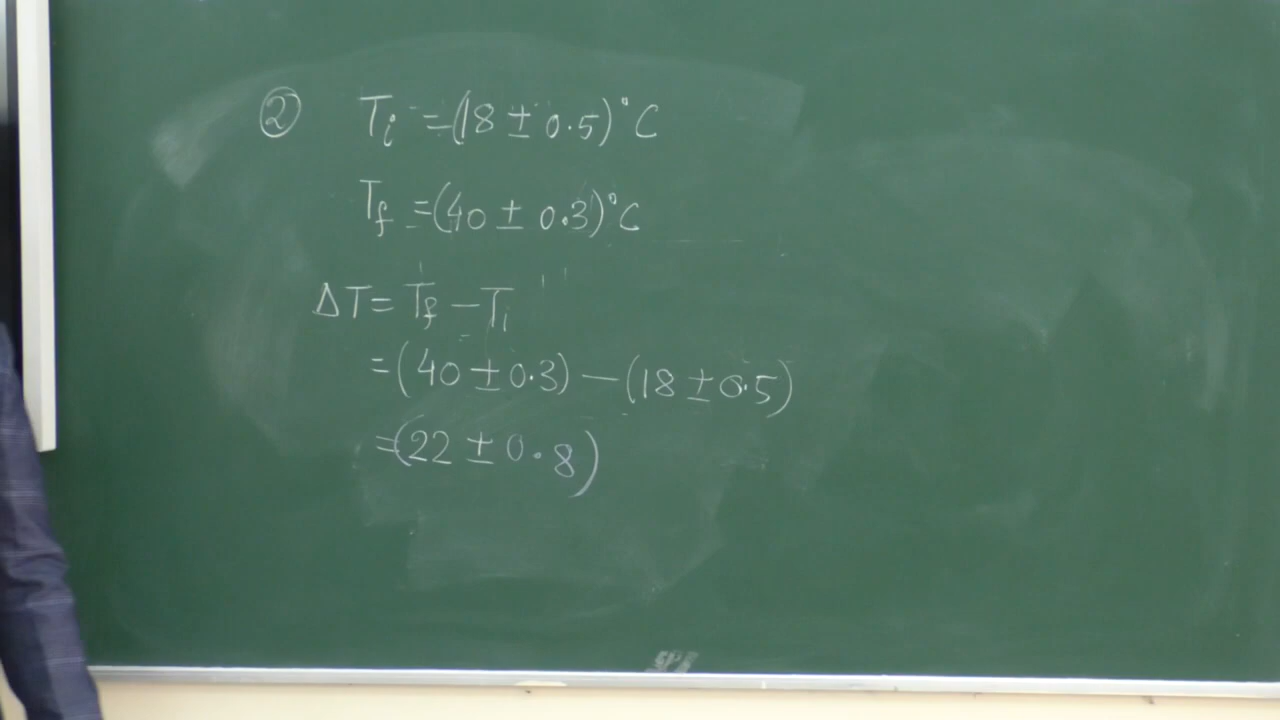 ② Ti = (18 ± 0.5)°C
Tf = (40 ± 0.3)°C
ΔT = Tf − Ti
= (40 ± 0.3) − (18 ± 0.5)
= (22 ± 0.8)